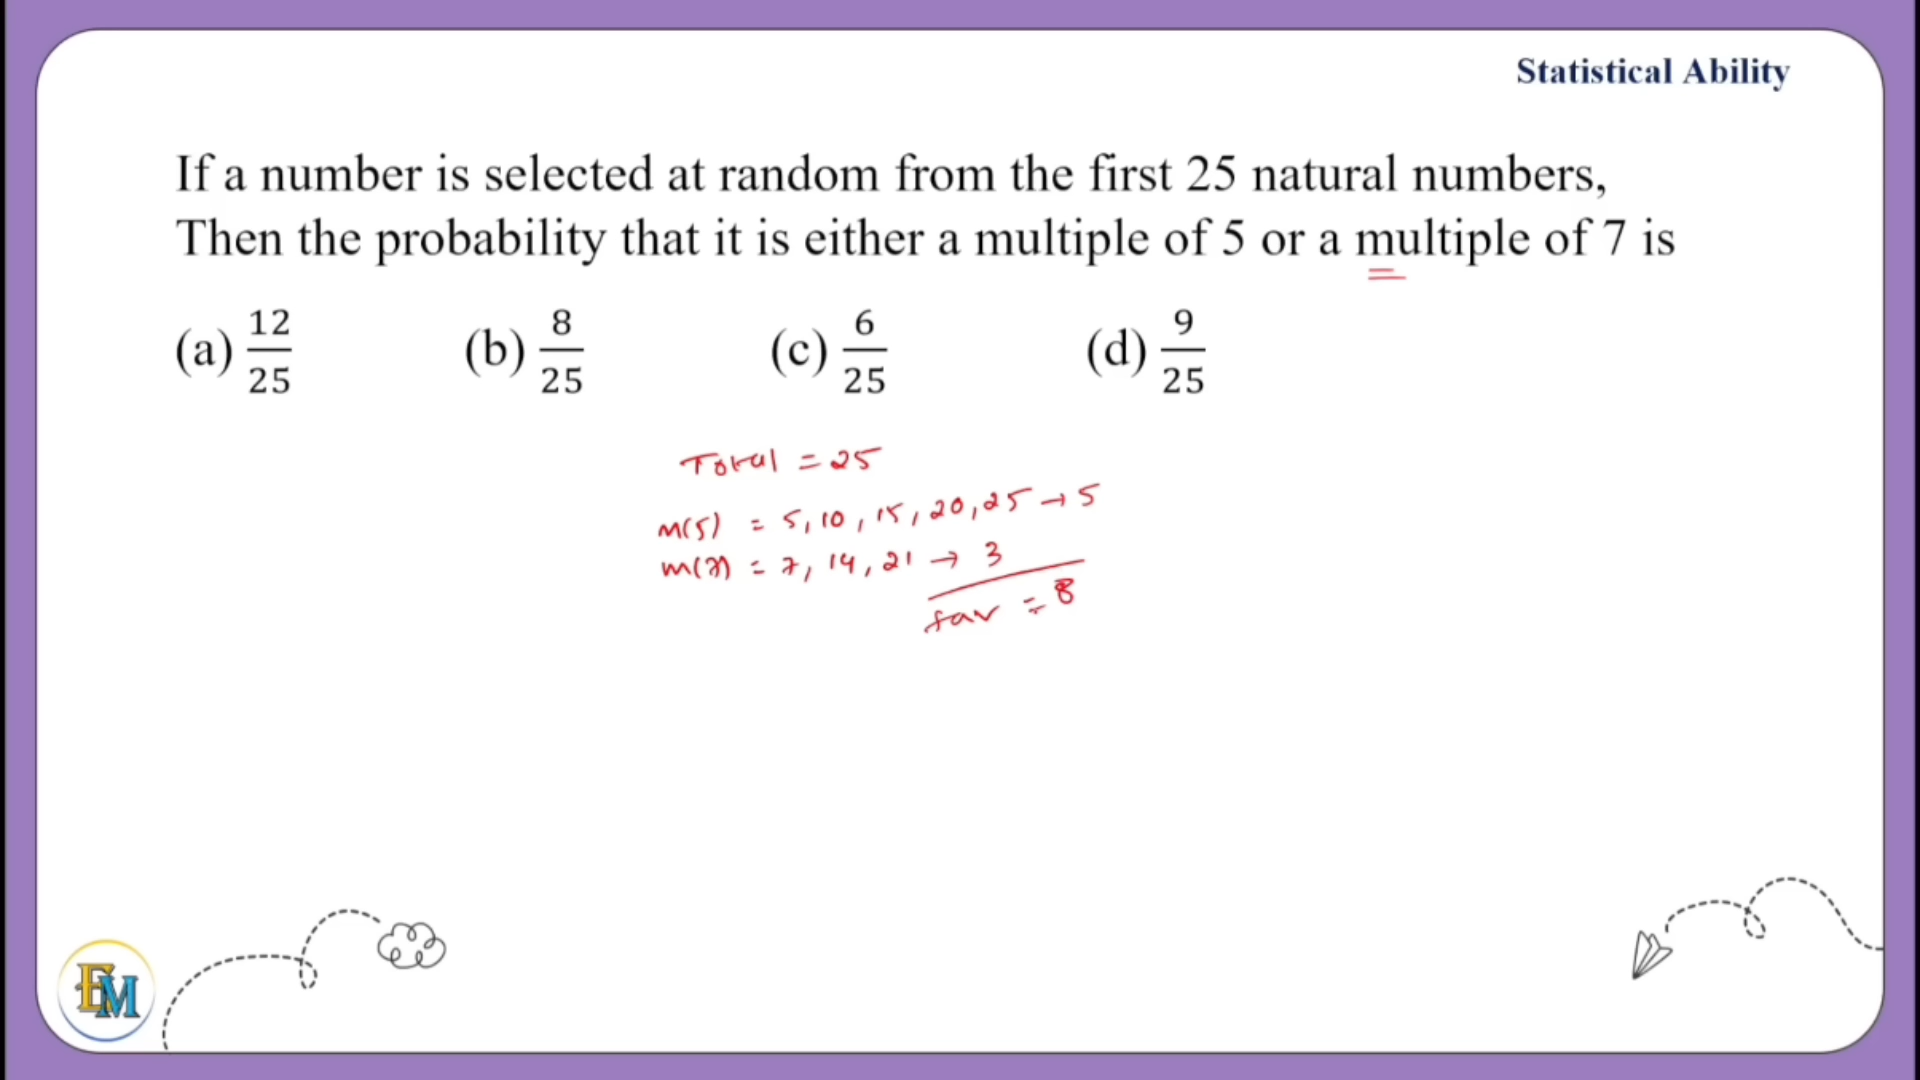 Statistical Ability
If a number is selected at random from the first 25 natural numbers,
Then the probability that it is either a multiple of 5 or a multiple of 7 is
(a) 12/25 (b) 8/25 (c) 6/25 (d) 9/25
Total = 25
m(5) = 5, 10, 15, 20, 25 → 5
m(7) = 7, 14, 21 → 3
fav = 8
EM